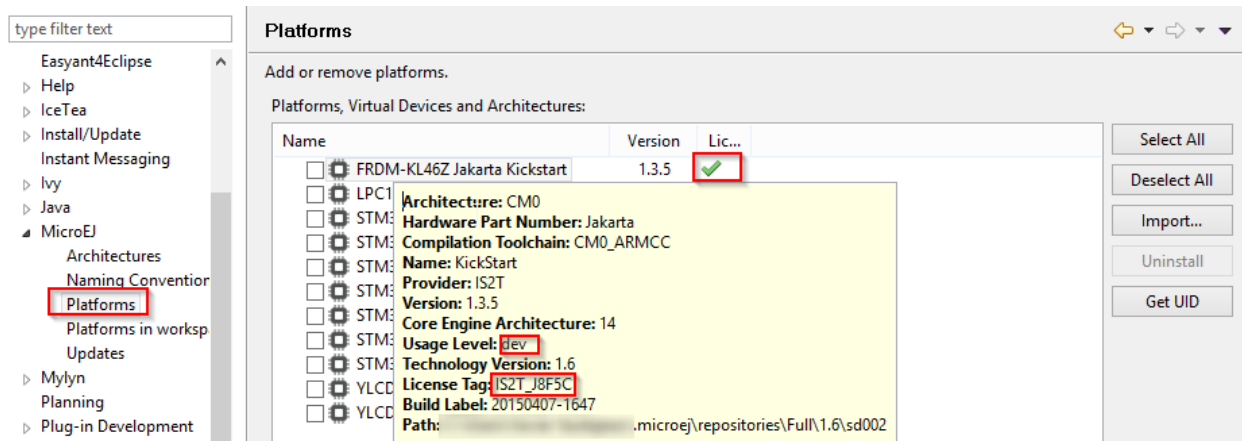 type filter text
Easyant4Eclipse
Help
IceTea
Install/Update
Instant Messaging
Ivy
Java
MicroEJ
Architectures
Naming Convention
Platforms
Platforms in worksp
Updates
Mylyn
Planning
Plug-in Development
Platforms
Add or remove platforms.
Platforms, Virtual Devices and Architectures:
Name Version Lic...
FRDM-KL46Z Jakarta Kickstart 1.3.5
LPC1
STM3
STM3
STM3
STM3
STM3
STM3
STM3
YLCD
YLCD
Architecture: CM0
Hardware Part Number: Jakarta
Compilation Toolchain: CM0_ARMCC
Name: KickStart
Provider: IS2T
Version: 1.3.5
Core Engine Architecture: 14
Usage Level: dev
Technology Version: 1.6
License Tag: IS2T_J8F5C
Build Label: 20150407-1647
Path: .microej\repositories\Full\1.6\sd002
Select All
Deselect All
Import...
Uninstall
Get UID